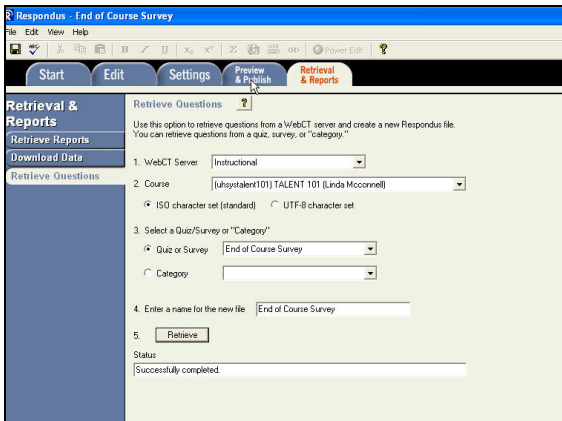 Respondus - End of Course Survey
File Edit View Help
B I U X₂ X² Σ Power Edit ?
Start Edit Settings Preview & Publish Retrieval & Reports
Retrieval & Reports
Retrieve Reports
Download Data
Retrieve Questions
Retrieve Questions ?
Use this option to retrieve questions from a WebCT server and create a new Respondus file.
You can retrieve questions from a quiz, survey, or "category."
1. WebCT Server Instructional
2. Course (uhsystalent101) TALENT 101 (Linda Mcconnell)
ISO character set (standard) UTF-8 character set
3. Select a Quiz/Survey or "Category"
Quiz or Survey End of Course Survey
Category
4. Enter a name for the new file End of Course Survey
5. Retrieve
Status
Successfully completed.